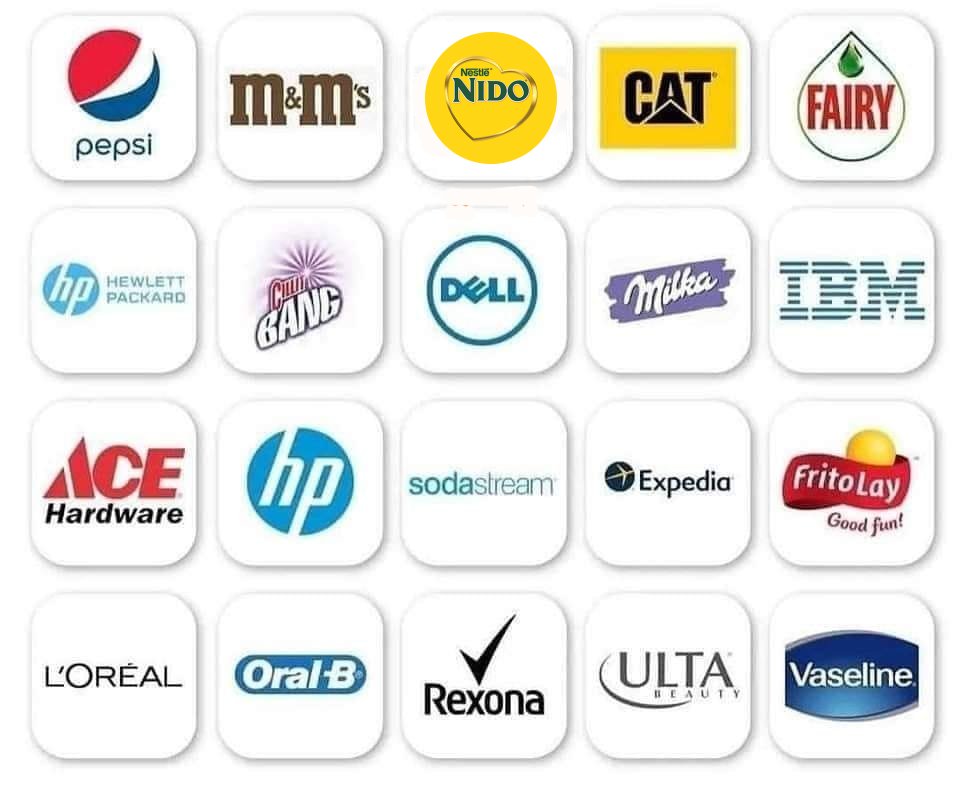 pepsi
m&m's
Nestlé
NIDO
CAT
FAIRY
hp HEWLETT
PACKARD
CILLIT
BANG
DELL
Milka
IBM
ACE
Hardware
hp
sodastream
Expedia
FritoLay
Good fun!
L'ORÉAL
Oral-B
Rexona
ULTA
BEAUTY
Vaseline